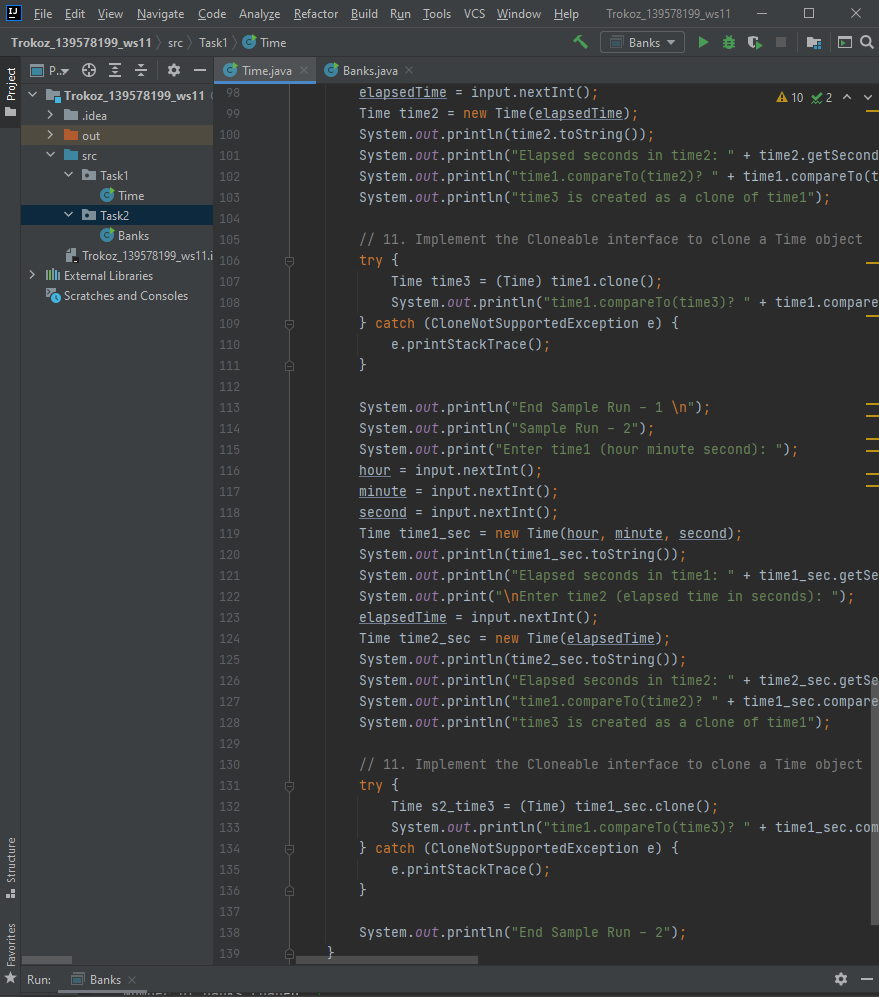 File Edit View Navigate Code Analyze Refactor Build Run Tools VCS Window Help Trokoz_139578199_ws11
Trokoz_139578199_ws11 src Task1 Time Banks
Project
P..
Time.java Banks.java
Trokoz_139578199_ws11
.idea
out
src
Task1
Time
Task2
Banks
Trokoz_139578199_ws11.i
External Libraries
Scratches and Consoles
10 2
98 elapsedTime = input.nextInt();
99 Time time2 = new Time(elapsedTime);
100 System.out.println(time2.toString());
101 System.out.println("Elapsed seconds in time2: " + time2.getSecond
102 System.out.println("time1.compareTo(time2)? " + time1.compareTo(t
103 System.out.println("time3 is created as a clone of time1");
104
105 // 11. Implement the Cloneable interface to clone a Time object
106 try {
107 Time time3 = (Time) time1.clone();
108 System.out.println("time1.compareTo(time3)? " + time1.compare
109 } catch (CloneNotSupportedException e) {
110 e.printStackTrace();
111 }
112
113 System.out.println("End Sample Run - 1 \n");
114 System.out.println("Sample Run - 2");
115 System.out.print("Enter time1 (hour minute second): ");
116 hour = input.nextInt();
117 minute = input.nextInt();
118 second = input.nextInt();
119 Time time1_sec = new Time(hour, minute, second);
120 System.out.println(time1_sec.toString());
121 System.out.println("Elapsed seconds in time1: " + time1_sec.getSe
122 System.out.print("\nEnter time2 (elapsed time in seconds): ");
123 elapsedTime = input.nextInt();
124 Time time2_sec = new Time(elapsedTime);
125 System.out.println(time2_sec.toString());
126 System.out.println("Elapsed seconds in time2: " + time2_sec.getSe
127 System.out.println("time1.compareTo(time2)? " + time1_sec.compare
128 System.out.println("time3 is created as a clone of time1");
129
130 // 11. Implement the Cloneable interface to clone a Time object
131 try {
132 Time s2_time3 = (Time) time1_sec.clone();
133 System.out.println("time1.compareTo(time3)? " + time1_sec.com
134 } catch (CloneNotSupportedException e) {
135 e.printStackTrace();
136 }
137
138 System.out.println("End Sample Run - 2");
139 }
Structure
Favorites
Run: Banks